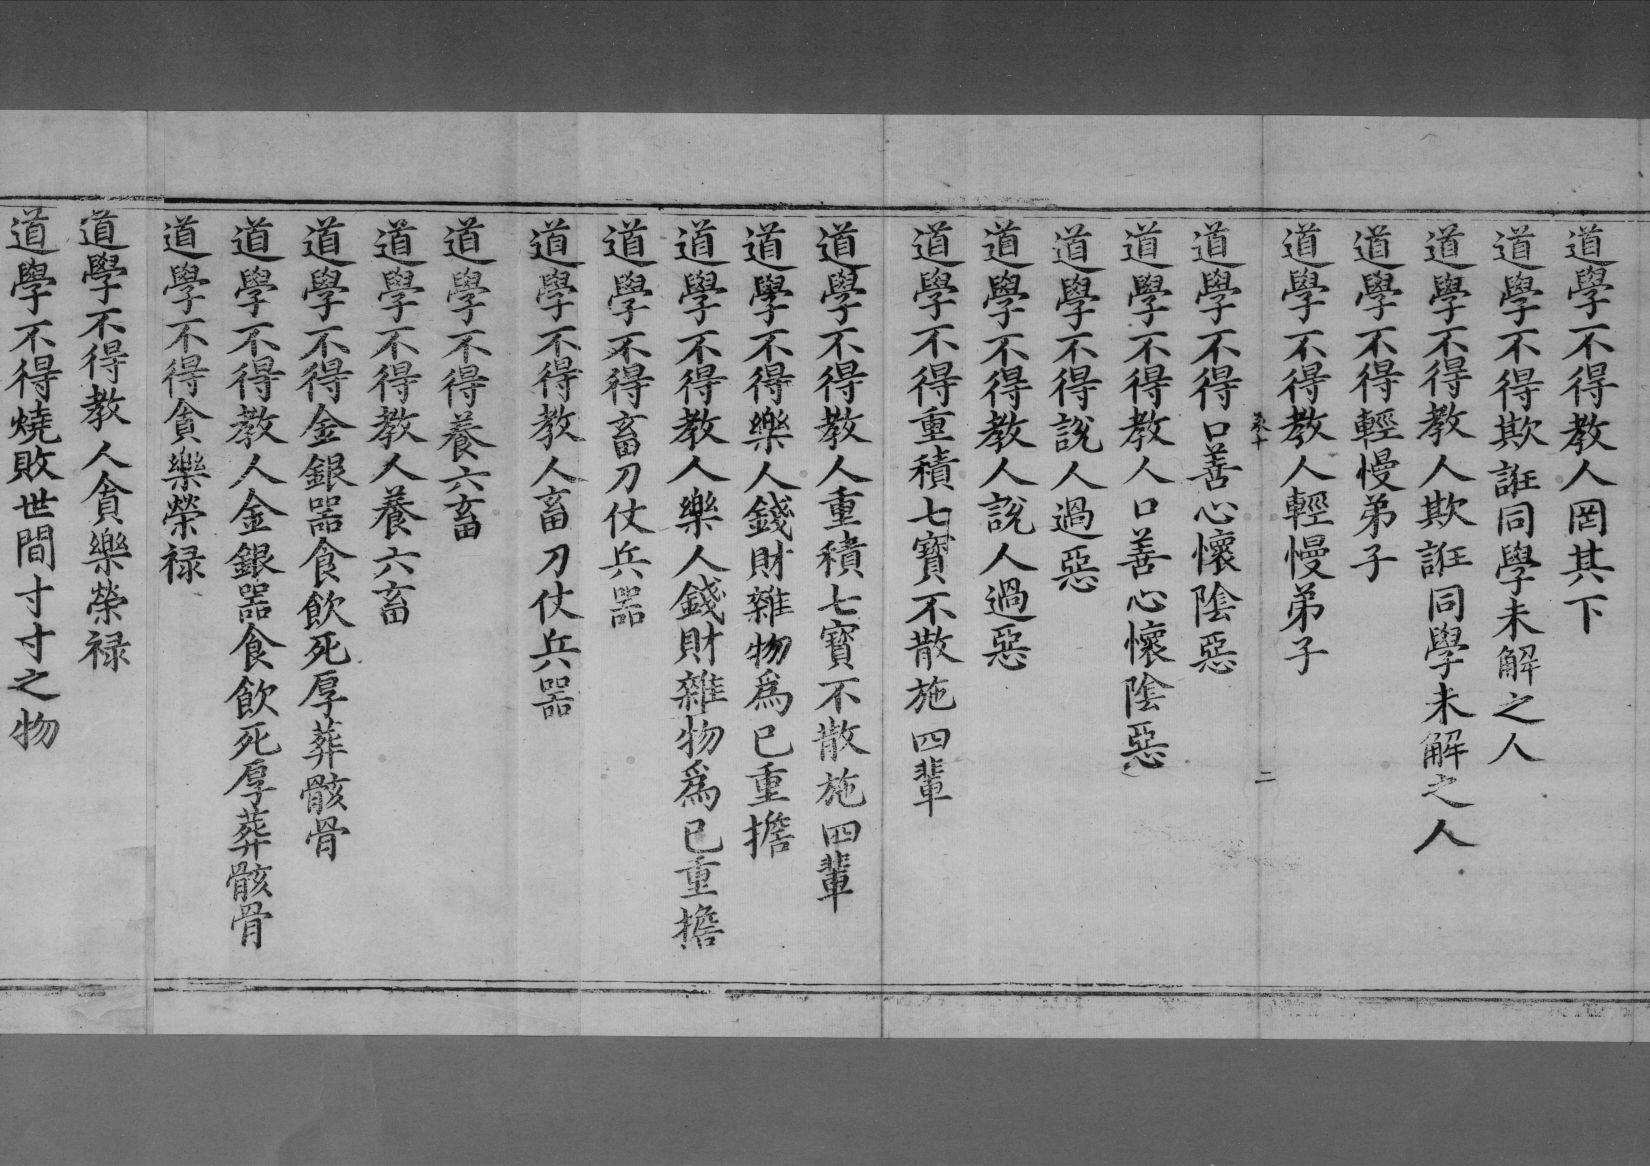 道學不得教人罔其下
道學不得欺誑同學未解之人
道學不得教人欺誑同學未解之人
道學不得輕慢弟子
道學不得教人輕慢弟子
卷十
二
道學不得口善心懷陰惡
道學不得教人口善心懷陰惡
道學不得說人過惡
道學不得教人說人過惡
道學不得重積七寳不散施四輩
道學不得教人重積七寳不散施四輩
道學不得樂人錢財雜物為已重擔
道學不得教人樂人錢財雜物為已重擔
道學不得畜刀仗兵器
道學不得教人畜刀仗兵器
道學不得養六畜
道學不得教人養六畜
道學不得金銀器食飲死厚葬骸骨
道學不得教人金銀器食飲死厚葬骸骨
道學不得貪樂榮禄
道學不得教人貪樂榮禄
道學不得燒敗世間寸寸之物